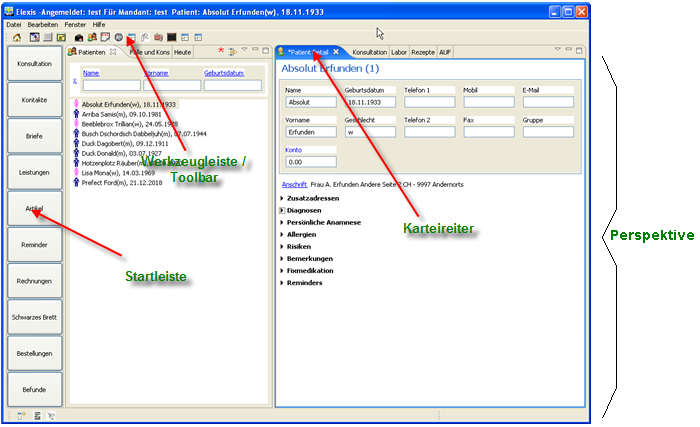 Elexis -Angemeldet: test Für Mandant: test Patient: Absolut Erfunden(w), 18.11.1933
Datei Bearbeiten Fenster Hilfe
Konsultation
Kontakte
Briefe
Leistungen
Artikel
Reminder
Rechnungen
Schwarzes Brett
Bestellungen
Befunde
Patienten Fälle und Kons Heute
Name Vorname Geburtsdatum
x
Absolut Erfunden(w), 18.11.1933
Arriba Samis(m), 09.10.1981
Beeblebrox Trillian(w), 24.05.1978
Busch Dschordsch Dabbeljuh(m), 07.07.1944
Duck Dagobert(m), 09.12.1911
Duck Donald(m), 03.07.1927
Hotzenplotz Räuber(m),
Lisa Mona(w), 14.03.1969
Prefect Ford(m), 21.12.2018
Werkzeugleiste /
Toolbar
Startleiste
*Patient Detail Konsultation Labor Rezepte AUF
Absolut Erfunden (1)
Name Geburtsdatum Telefon 1 Mobil E-Mail
Absolut 18.11.1933
Vorname Geschlecht Telefon 2 Fax Gruppe
Erfunden w
Konto
0.00
Anschrift Frau A. Erfunden Andere Seite 2 CH - 9997 Andernorts
Zusatzadressen
Diagnosen
Persönliche Anamnese
Allergien
Risiken
Bemerkungen
Fixmedikation
Reminders
Karteireiter
Perspektive